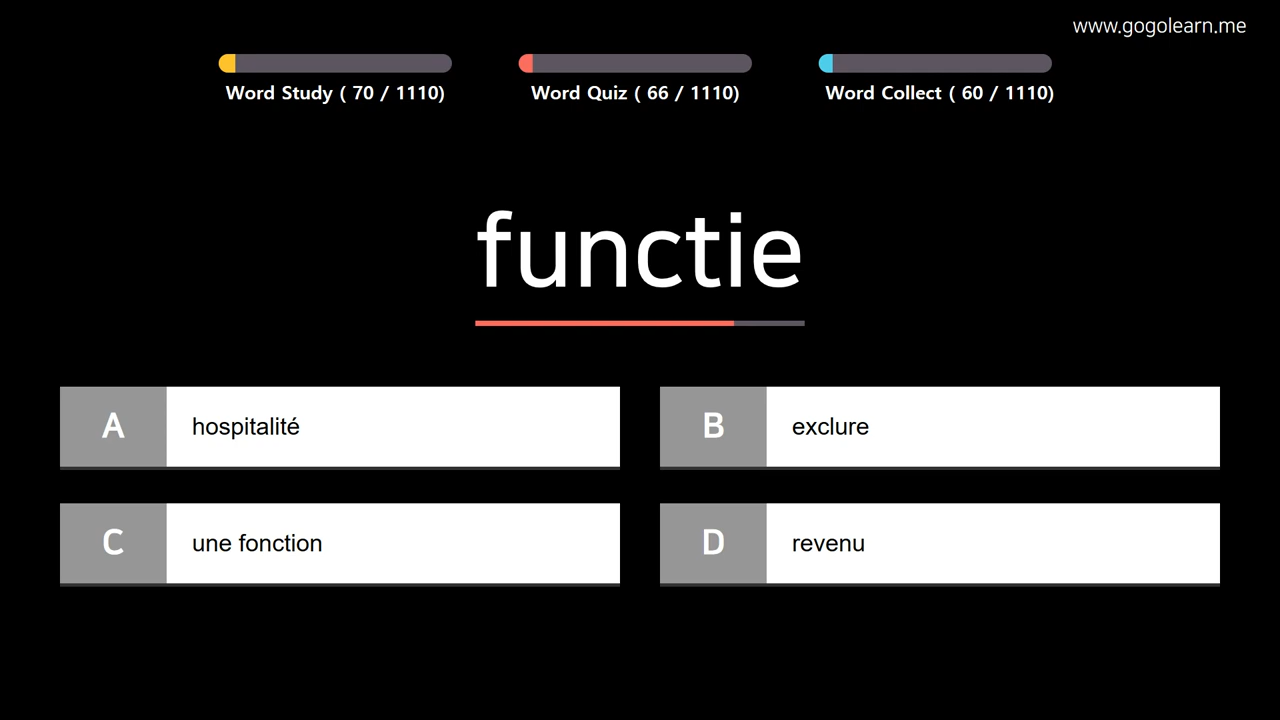 www.gogolearn.me
Word Study ( 70 / 1110)
Word Quiz ( 66 / 1110)
Word Collect ( 60 / 1110)
functie
A hospitalité
B exclure
C une fonction
D revenu